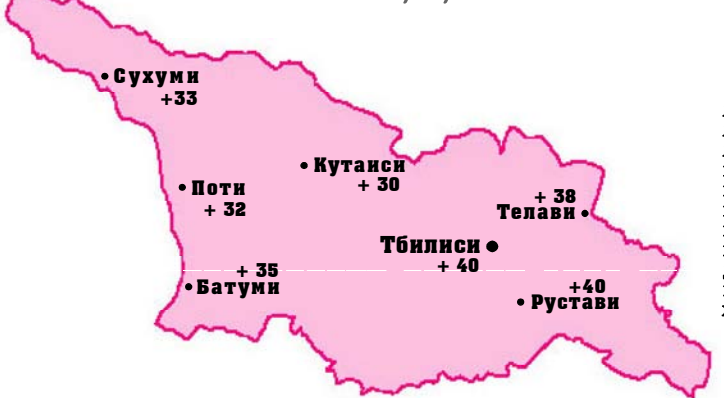 Сухуми
+33
Кутаиси
+ 30
Поти
+ 32
+ 38
Телави
Тбилиси
+ 40
+ 35
Батуми
+40
Рустави